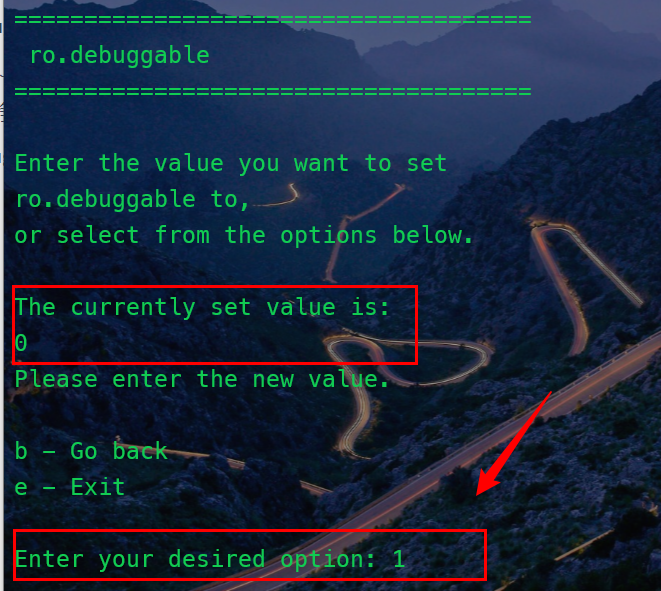 =====================================
ro.debuggable
=====================================
Enter the value you want to set
ro.debuggable to,
or select from the options below.
The currently set value is:
0
Please enter the new value.
b – Go back
e – Exit
Enter your desired option: 1